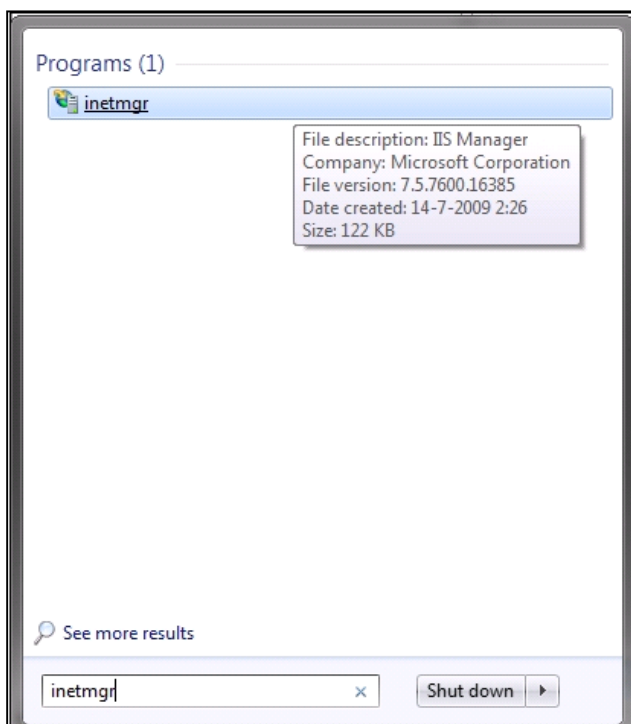 Programs (1)
inetmgr
File description: IIS Manager
Company: Microsoft Corporation
File version: 7.5.7600.16385
Date created: 14-7-2009 2:26
Size: 122 KB
See more results
inetmgr
Shut down